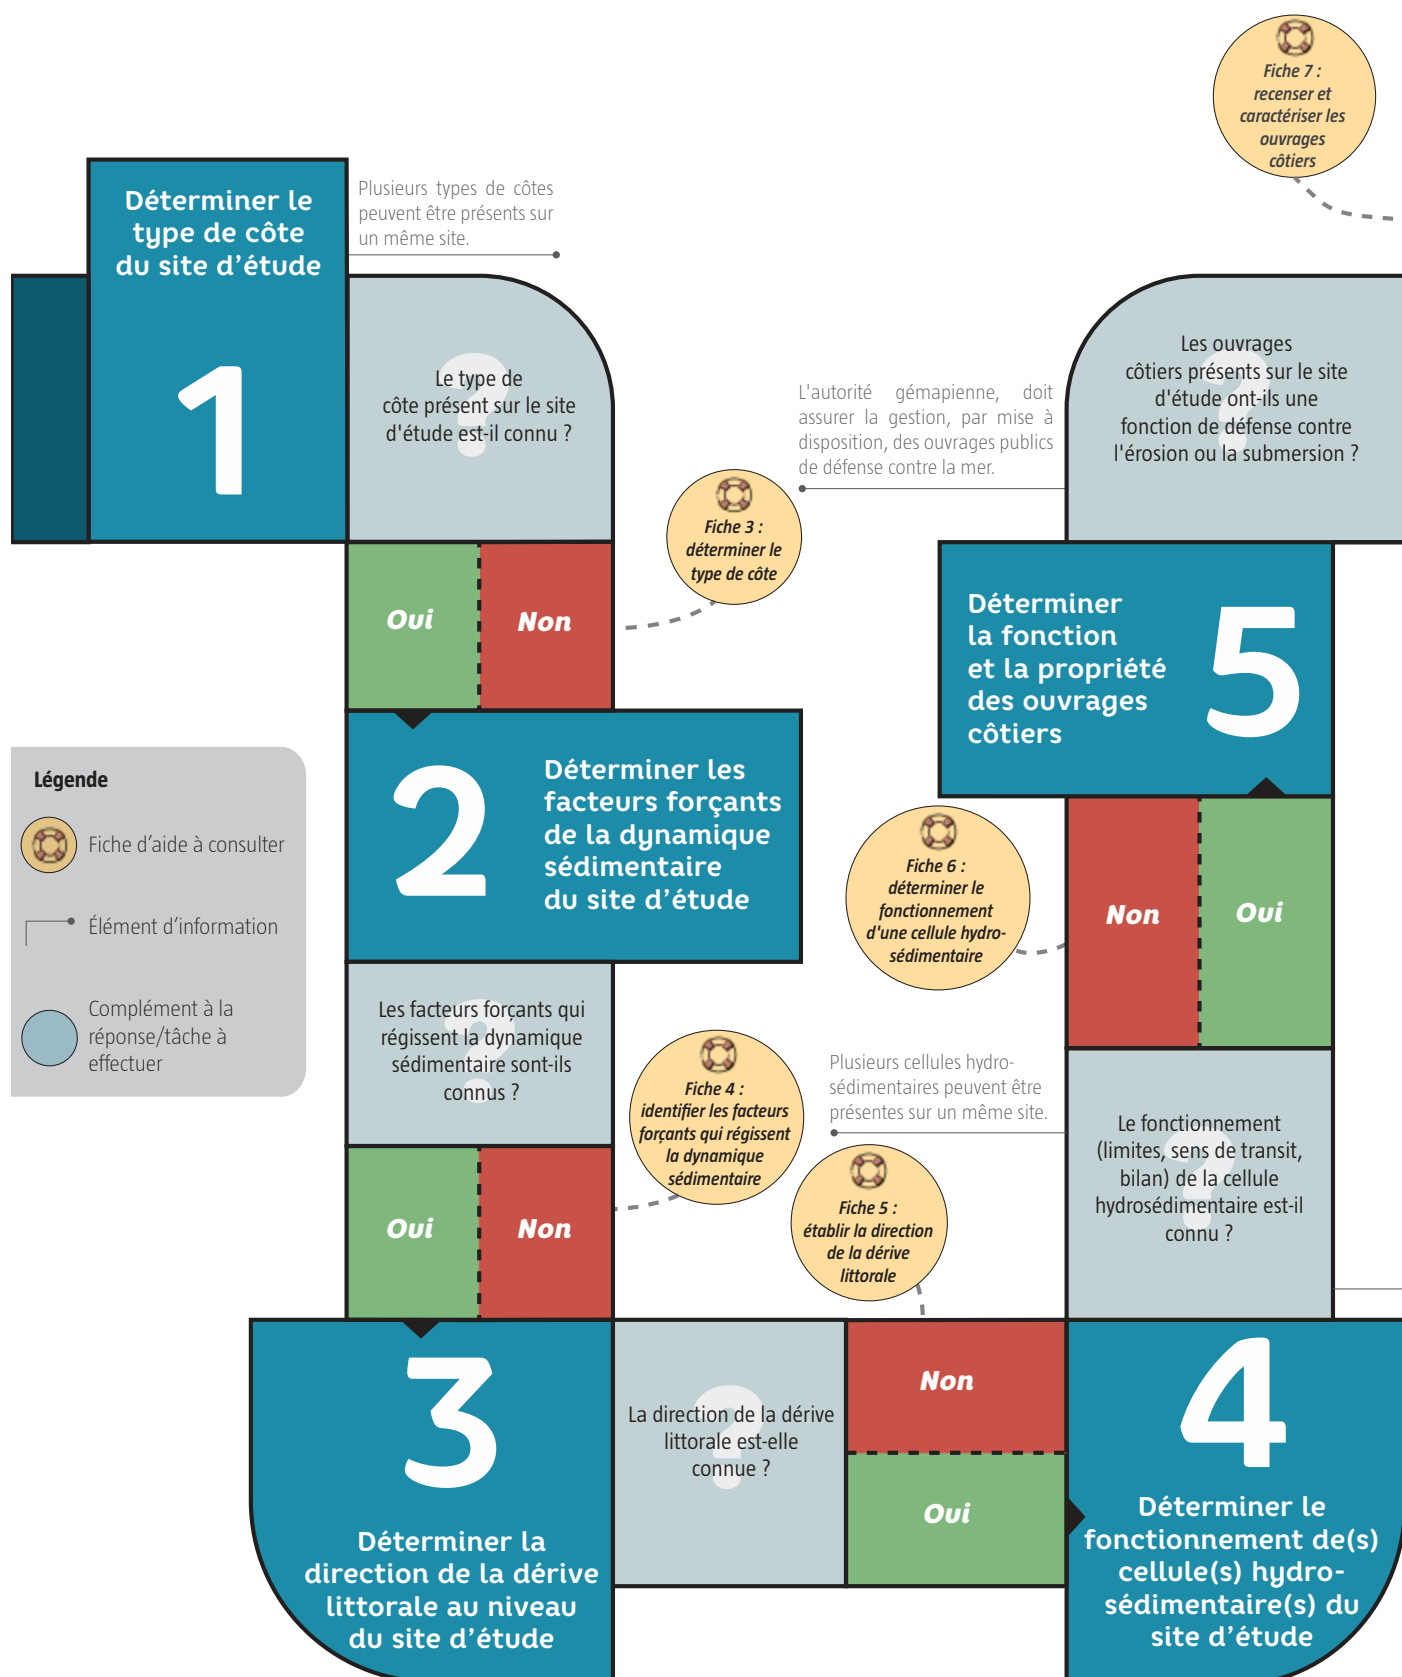 Fiche 7 :
recenser et
caractériser les
ouvrages
côtiers
Déterminer le
type de côte
du site d'étude
1
Plusieurs types de côtes
peuvent être présents sur
un même site.
?
Le type de
côte présent sur le site
d'étude est-il connu ?
Oui
Non
Fiche 3 :
déterminer le
type de côte
2
Déterminer les
facteurs forçants
de la dynamique
sédimentaire
du site d'étude
Légende
Fiche d'aide à consulter
Élément d'information
Complément à la
réponse/tâche à
effectuer
?
Les facteurs forçants qui
régissent la dynamique
sédimentaire sont-ils
connus ?
Oui
Non
Fiche 4 :
identifier les facteurs
forçants qui régissent
la dynamique
sédimentaire
3
Déterminer la
direction de la dérive
littorale au niveau
du site d'étude
?
La direction de la dérive
littorale est-elle
connue ?
Non
Oui
Fiche 5 :
établir la direction
de la dérive
littorale
4
Déterminer le
fonctionnement de(s)
cellule(s) hydro-
sédimentaire(s) du
site d'étude
Plusieurs cellules hydro-
sédimentaires peuvent être
présentes sur un même site.
?
Le fonctionnement
(limites, sens de transit,
bilan) de la cellule
hydrosédimentaire est-il
connu ?
Non
Oui
Fiche 6 :
déterminer le
fonctionnement
d'une cellule hydro-
sédimentaire
Déterminer
la fonction
et la propriété
des ouvrages
côtiers
5
L'autorité gémapienne, doit
assurer la gestion, par mise à
disposition, des ouvrages publics
de défense contre la mer.
?
Les ouvrages
côtiers présents sur le site
d'étude ont-ils une
fonction de défense contre
l'érosion ou la submersion ?